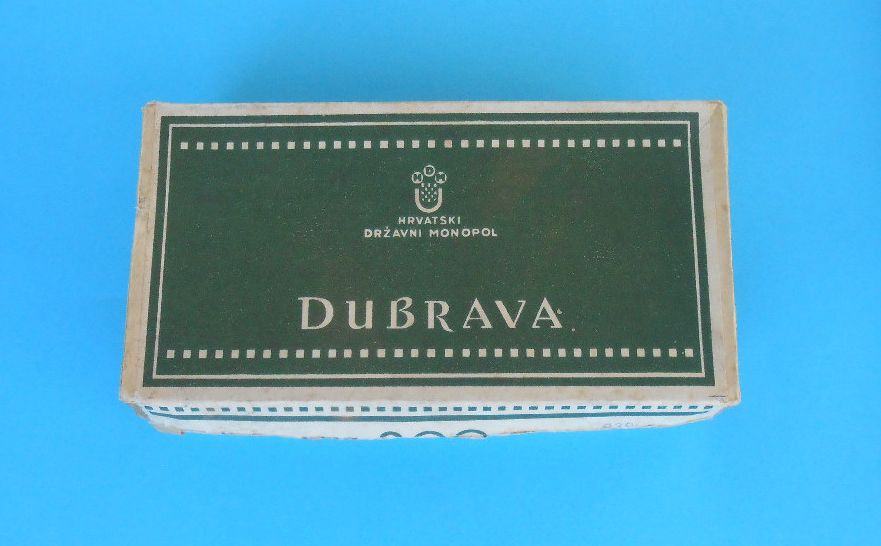 H D M
HRVATSKI
DRŽAVNI MONOPOL
DUBRAVA